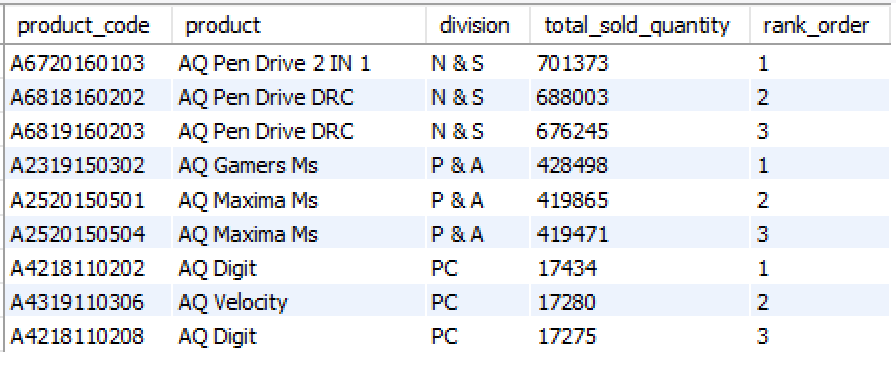 product_code product division total_sold_quantity rank_order
A6720160103 AQ Pen Drive 2 IN 1 N & S 701373 1
A6818160202 AQ Pen Drive DRC N & S 688003 2
A6819160203 AQ Pen Drive DRC N & S 676245 3
A2319150302 AQ Gamers Ms P & A 428498 1
A2520150501 AQ Maxima Ms P & A 419865 2
A2520150504 AQ Maxima Ms P & A 419471 3
A4218110202 AQ Digit PC 17434 1
A4319110306 AQ Velocity PC 17280 2
A4218110208 AQ Digit PC 17275 3